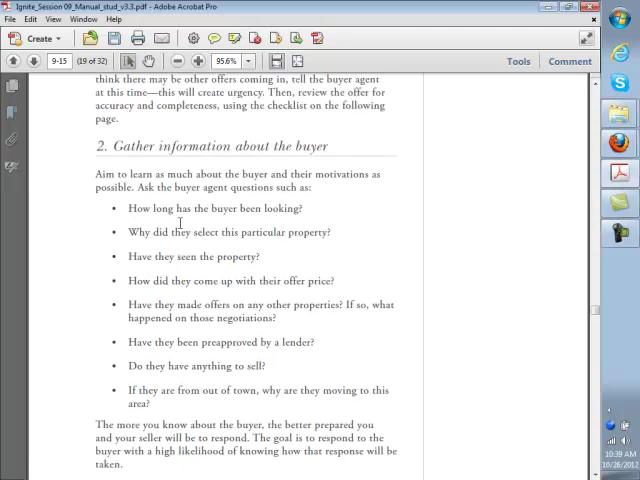 Ignite_Session 09_Manual_stud_v3.3.pdf - Adobe Acrobat Pro
File Edit View Window Help
Create
9-15 (19 of 32) 95.6% Tools Comment
think there may be other offers coming in, tell the buyer agent
at this time—this will create urgency. Then, review the offer for
accuracy and completeness, using the checklist on the following
page.
2. Gather information about the buyer
Aim to learn as much about the buyer and their motivations as
possible. Ask the buyer agent questions such as:
• How long has the buyer been looking?
• Why did they select this particular property?
• Have they seen the property?
• How did they come up with their offer price?
• Have they made offers on any other properties? If so, what
happened on those negotiations?
• Have they been preapproved by a lender?
• Do they have anything to sell?
• If they are from out of town, why are they moving to this
area?
The more you know about the buyer, the better prepared you
and your seller will be to respond. The goal is to respond to the
buyer with a high likelihood of knowing how that response will be
taken.
10:39 AM
10/26/2012